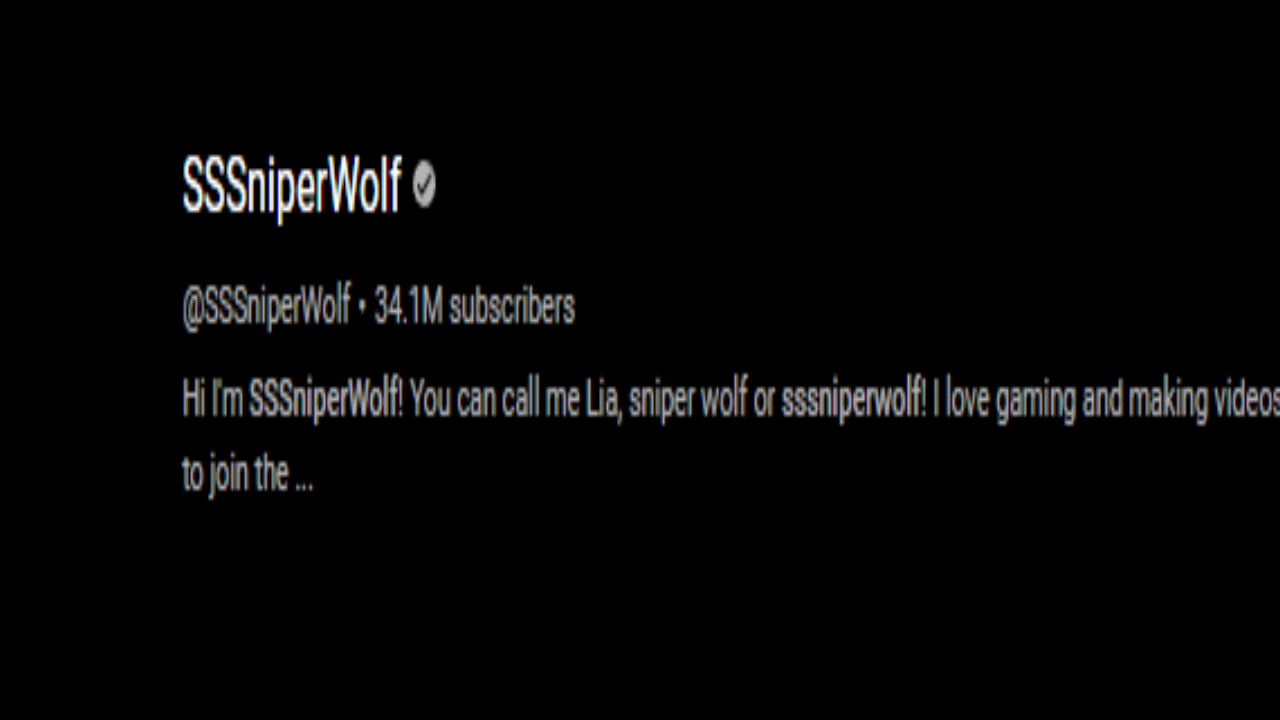 SSSniperWolf
@SSSniperWolf • 34.1M subscribers
Hi I'm SSSniperWolf! You can call me Lia, sniper wolf or sssniperwolf! I love gaming and making videos
to join the ...